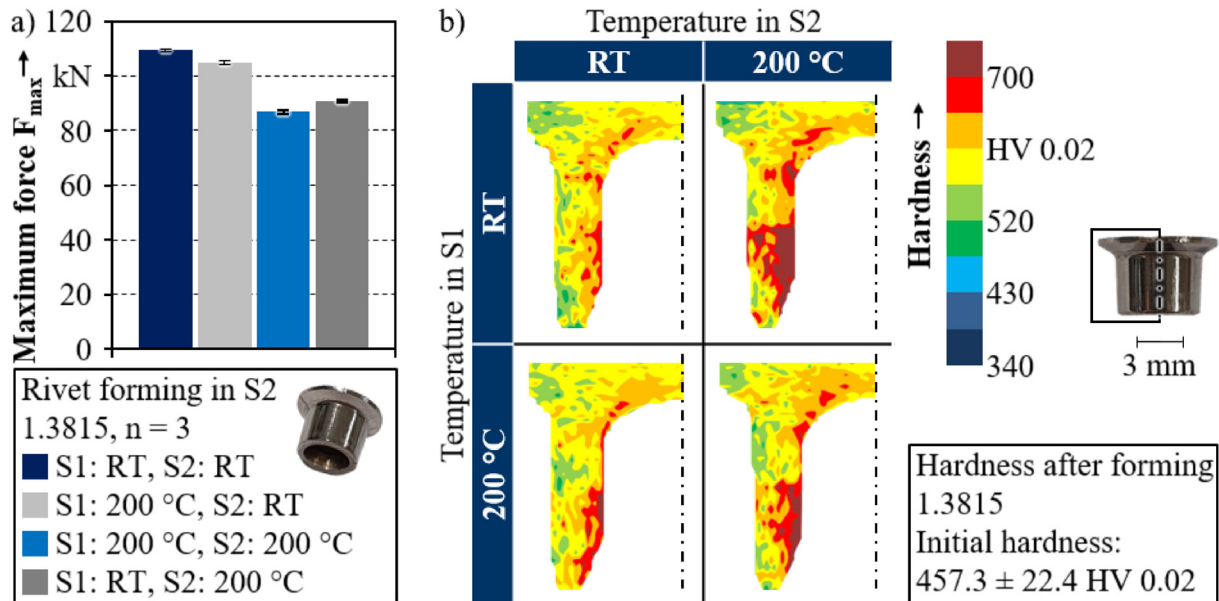 a)
120
kN
80
60
40
20
0
Maximum force Fmax →
Rivet forming in S2
1.3815, n = 3
S1: RT, S2: RT
S1: 200 °C, S2: RT
S1: 200 °C, S2: 200 °C
S1: RT, S2: 200 °C
b)
Temperature in S2
RT
200 °C
Temperature in S1
RT
200 °C
Hardness →
700
HV 0.02
520
430
340
3 mm
Hardness after forming
1.3815
Initial hardness:
457.3 ± 22.4 HV 0.02